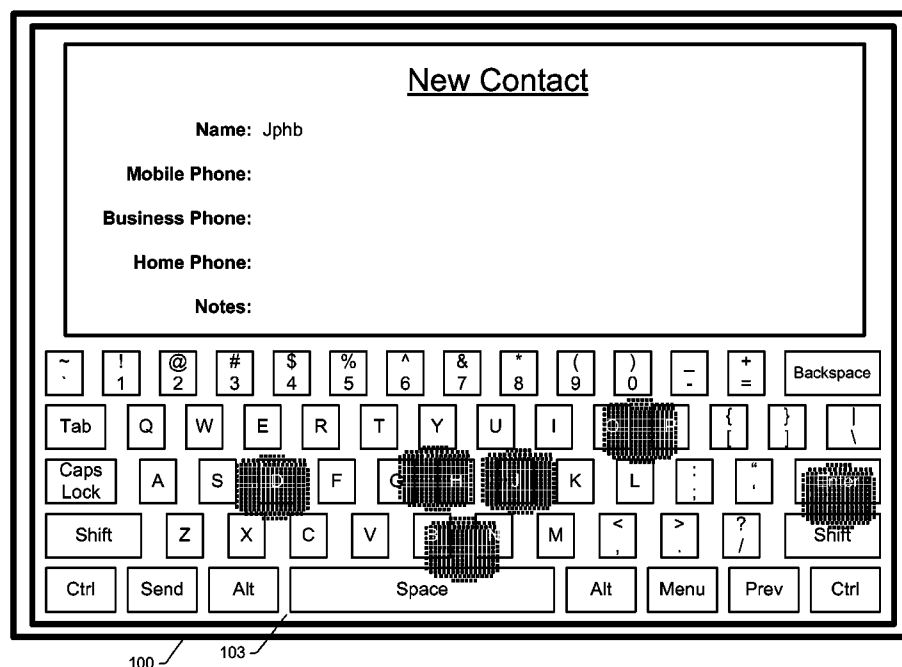 New Contact
Name: Jphb
Mobile Phone:
Business Phone:
Home Phone:
Notes:
~ ! @ # $ % ^ & * ( ) _ +
` 1 2 3 4 5 6 7 8 9 0 - = Backspace
Tab Q W E R T Y U I O P { } |
[ ] \
Caps Lock A S D F G H J K L : “ Enter
; ‘
Shift Z X C V B N M < > ? Shift
, . /
Ctrl Send Alt Space Alt Menu Prev Ctrl
100 103